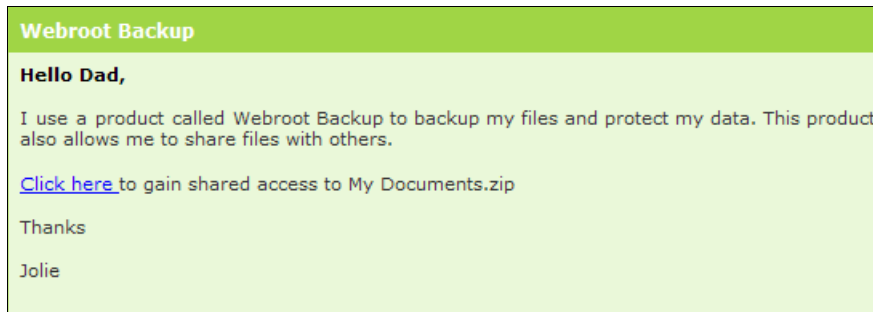 Webroot Backup
Hello Dad,
I use a product called Webroot Backup to backup my files and protect my data. This product
also allows me to share files with others.
Click here to gain shared access to My Documents.zip
Thanks
Jolie